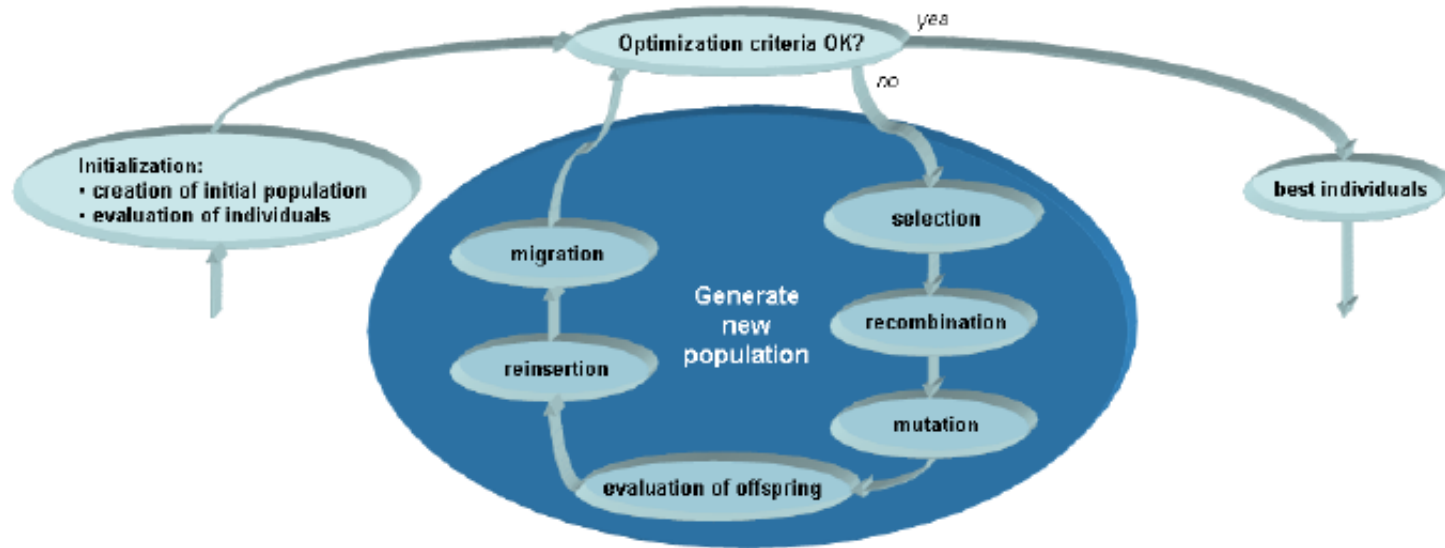 yea
Optimization criteria OK?
no
Initialization:
• creation of initial population
• evaluation of individuals
best individuals
selection
migration
Generate
new
population
recombination
reinsertion
mutation
evaluation of offspring